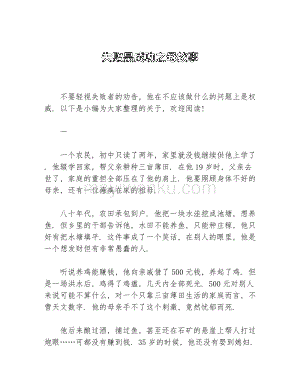 失败是成功之母故事
不要轻视失败者的劝告，他在不应该做什么的问题上是权
威。以下是小编为大家整理的关于，欢迎阅读！
一
一个农民，初中只读了两年，家里就没钱继续供他上学了
。他辍学回家，帮父亲耕种三亩薄田。在他 19 岁时，父亲去
世了，家庭的重担全部压在了他的肩上。他要照顾身体不好的
母亲，还有一位瘫痪在床的祖母。
八十年代，农田承包到户。他把一块水洼挖成池塘，想养
鱼。但乡里的干部告诉他，水田不能养鱼，只能种庄稼，他只
好又把水塘填平。这件事成了一个笑话，在别人的眼里，他是
一个想发财但有非常愚蠢的人。
听说养鸡能赚钱，他向亲戚借了 500 元钱，养起了鸡。但
是一场洪水后，鸡得了鸡瘟，几天内全部死光。500 元对别人
来说可能不算什么，对一个只靠三亩薄田生活的家庭而言，不
啻天文数字。他的母亲受不了这个刺激，竟然忧郁而死。
他后来酿过酒，捕过鱼，甚至还在石矿的是崖上帮人打过
炮眼……可都没有赚到钱。35 岁的时候，他还没有娶到媳妇。